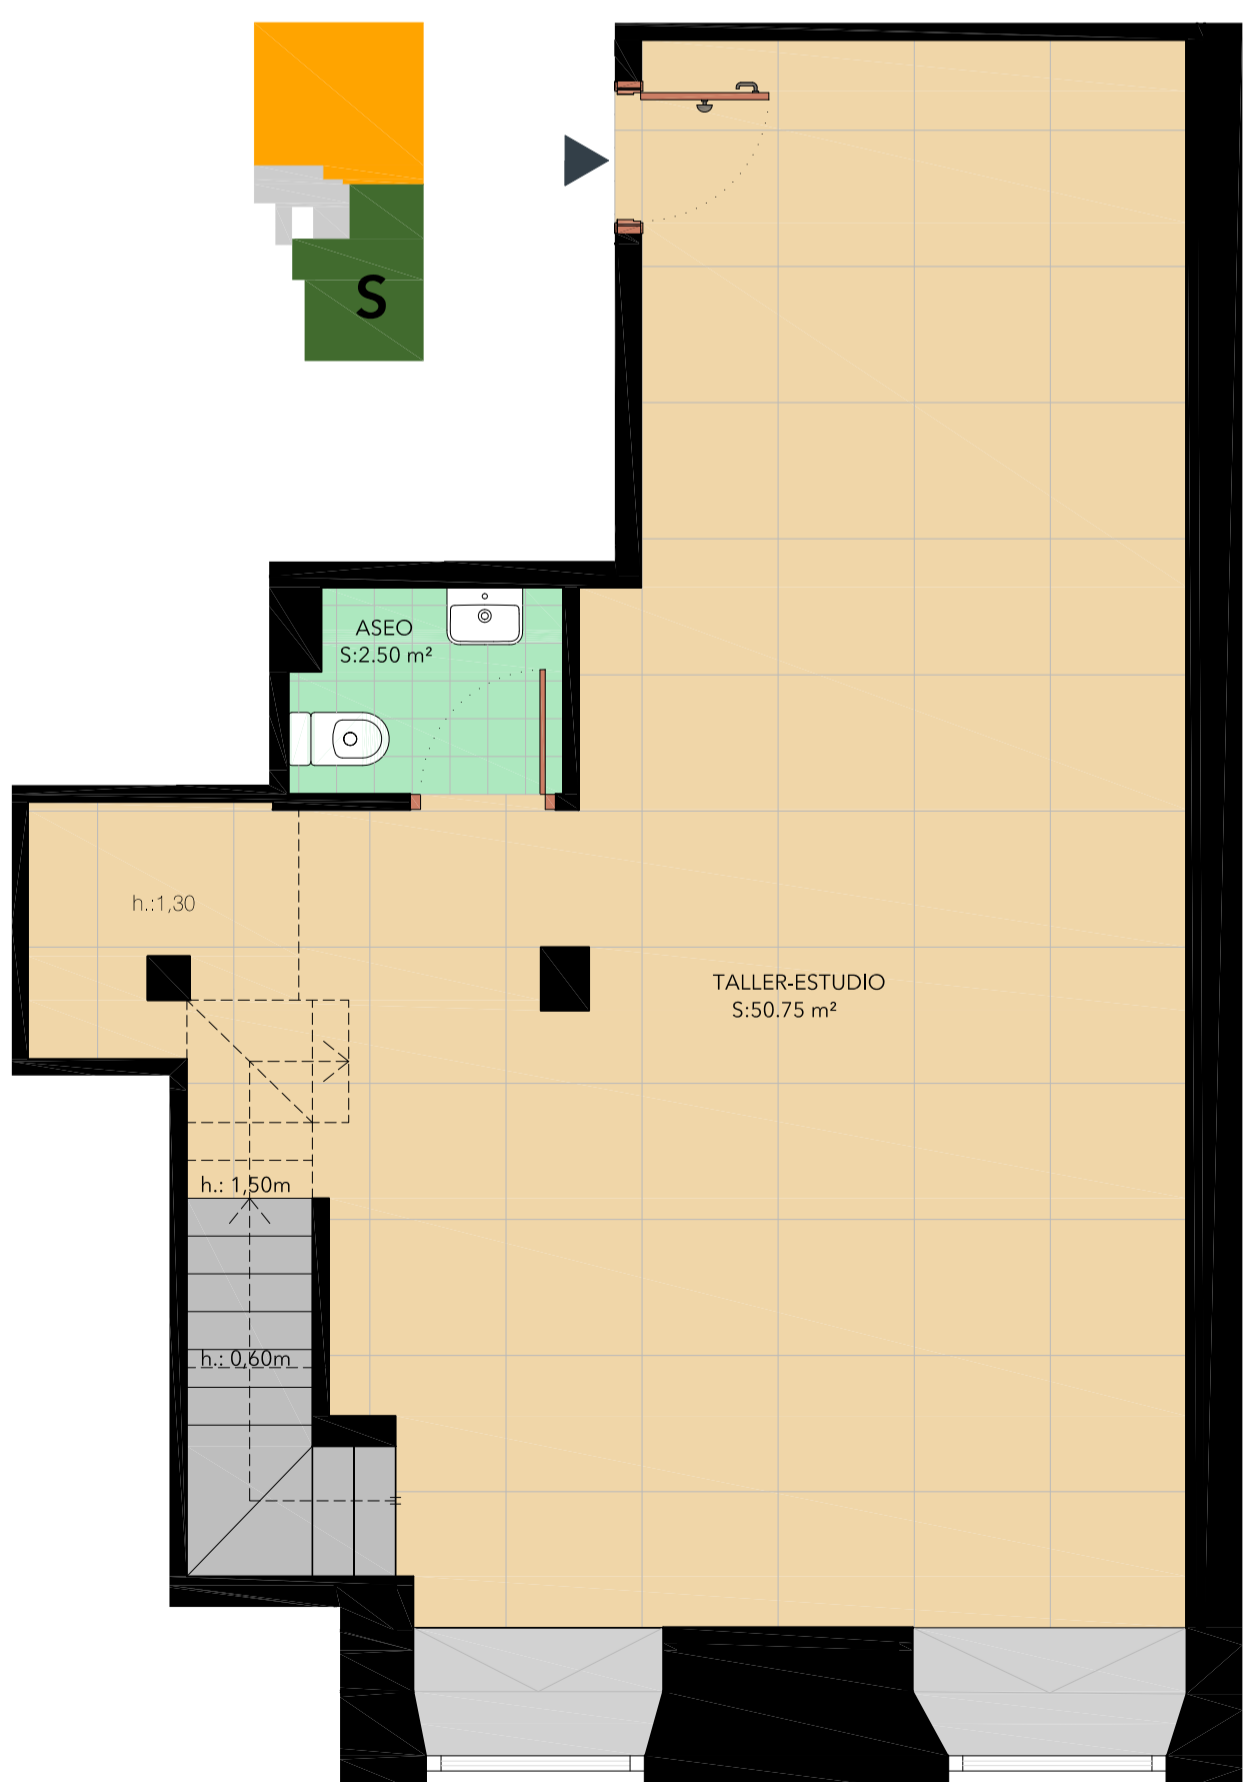 S
ASEO
S:2.50 m²
h.:1,30
TALLER-ESTUDIO
S:50.75 m²
h.: 1,50m
h.: 0,60m